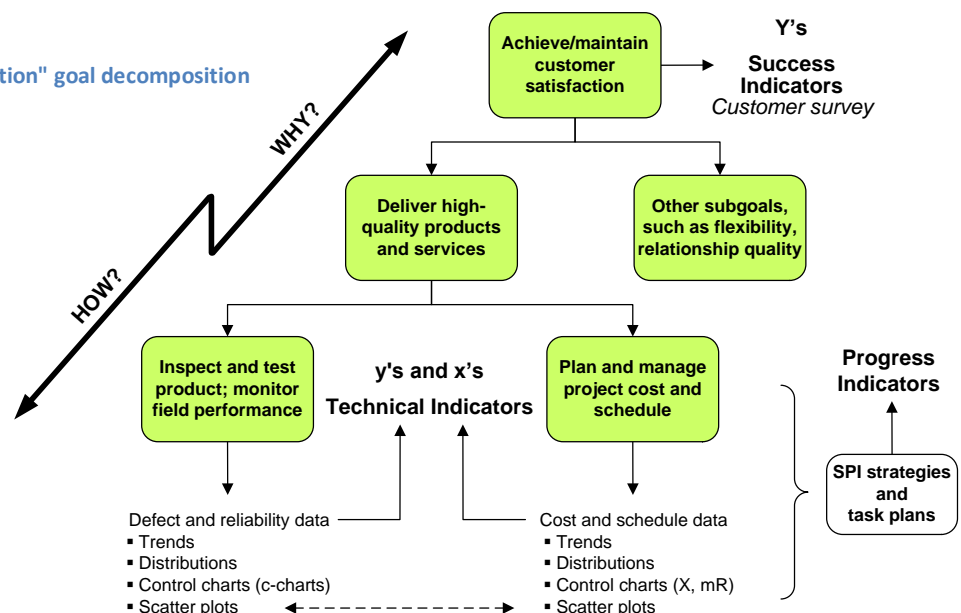 tion" goal decomposition
Achieve/maintain
customer
satisfaction
Y's
Success
Indicators
Customer survey
WHY?
HOW?
Deliver high-
quality products
and services
Other subgoals,
such as flexibility,
relationship quality
Inspect and test
product; monitor
field performance
y's and x's
Technical Indicators
Plan and manage
project cost and
schedule
Progress
Indicators
SPI strategies
and
task plans
Defect and reliability data
▪ Trends
▪ Distributions
▪ Control charts (c-charts)
▪ Scatter plots
Cost and schedule data
▪ Trends
▪ Distributions
▪ Control charts (X, mR)
▪ Scatter plots